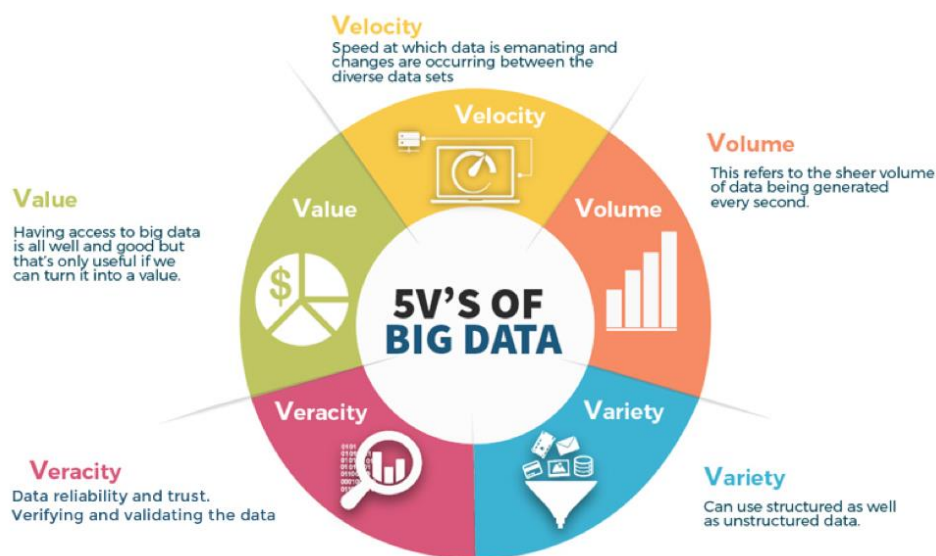 Velocity
Speed at which data is emanating and
changes are occurring between the
diverse data sets
Velocity
Volume
This refers to the sheer volume
of data being generated
every second.
Value
Having access to big data
is all well and good but
that's only useful if we
can turn it into a value.
Value
$
Volume
5V'S OF
BIG DATA
Veracity
Variety
Veracity
Data reliability and trust.
Verifying and validating the data
Variety
Can use structured as well
as unstructured data.